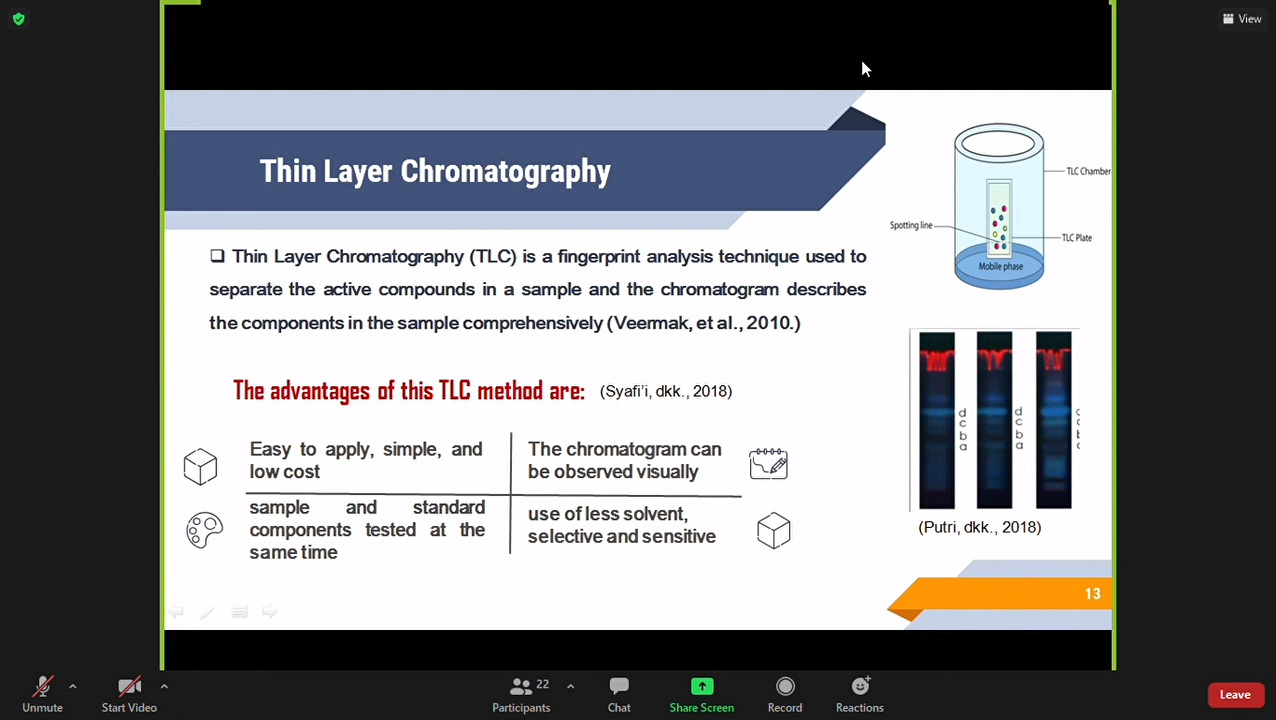 View
Thin Layer Chromatography
TLC Chamber
Spotting line
TLC Plate
Mobile phase
Thin Layer Chromatography (TLC) is a fingerprint analysis technique used to
separate the active compounds in a sample and the chromatogram describes
the components in the sample comprehensively (Veermak, et al., 2010.)
The advantages of this TLC method are: (Syafi'i, dkk., 2018)
Easy to apply, simple, and
low cost
The chromatogram can
be observed visually
sample and standard
components tested at the
same time
use of less solvent,
selective and sensitive
d
c
b
a
d
c
b
a
(Putri, dkk., 2018)
13
Unmute
Start Video
22
Participants
Chat
Share Screen
Record
Reactions
Leave